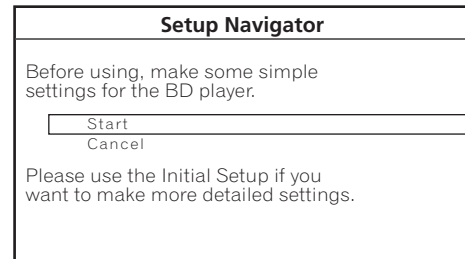 Setup Navigator
Before using, make some simple
settings for the BD player.
Start
Cancel
Please use the Initial Setup if you
want to make more detailed settings.